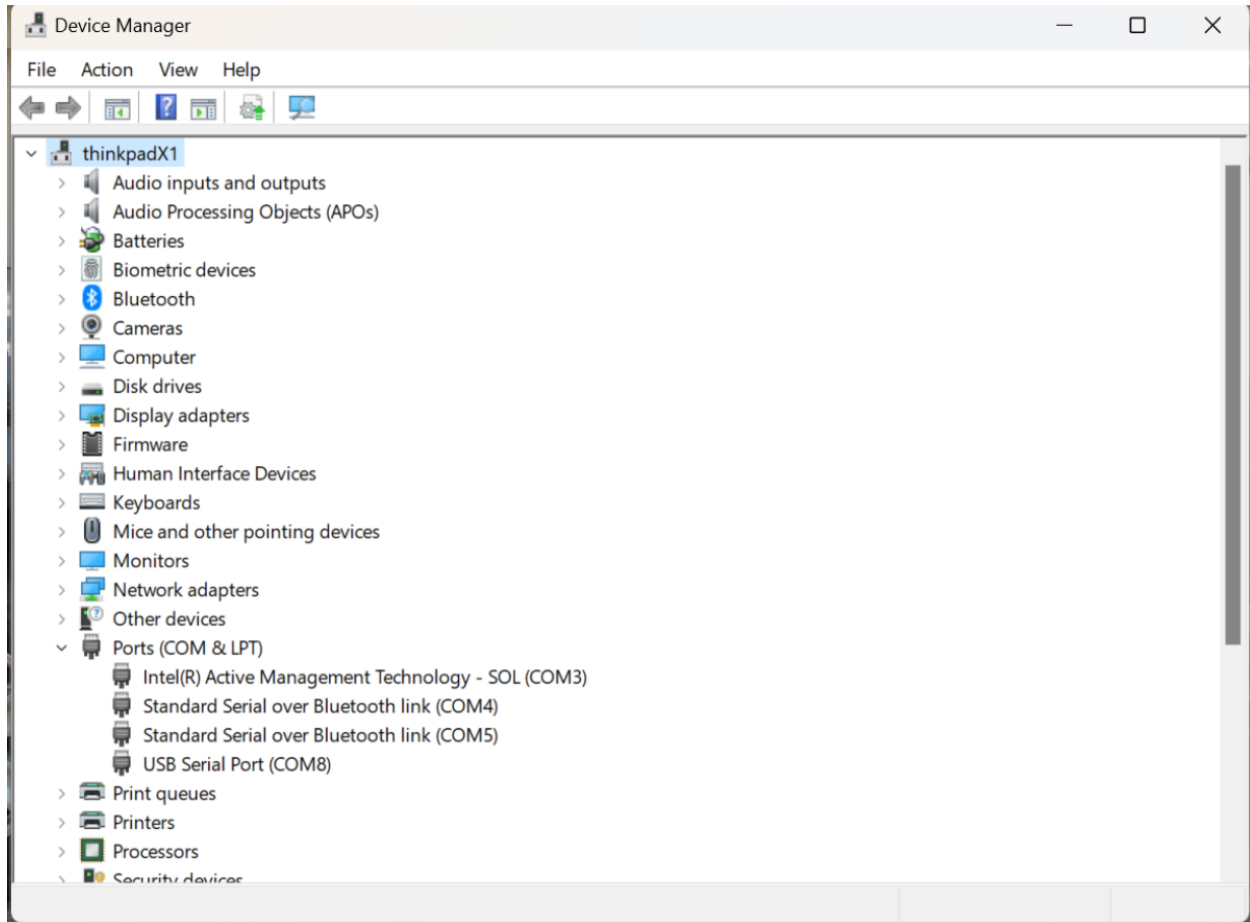 Device Manager
File Action View Help
thinkpadX1
Audio inputs and outputs
Audio Processing Objects (APOs)
Batteries
Biometric devices
Bluetooth
Cameras
Computer
Disk drives
Display adapters
Firmware
Human Interface Devices
Keyboards
Mice and other pointing devices
Monitors
Network adapters
Other devices
Ports (COM & LPT)
Intel(R) Active Management Technology - SOL (COM3)
Standard Serial over Bluetooth link (COM4)
Standard Serial over Bluetooth link (COM5)
USB Serial Port (COM8)
Print queues
Printers
Processors
Security devices